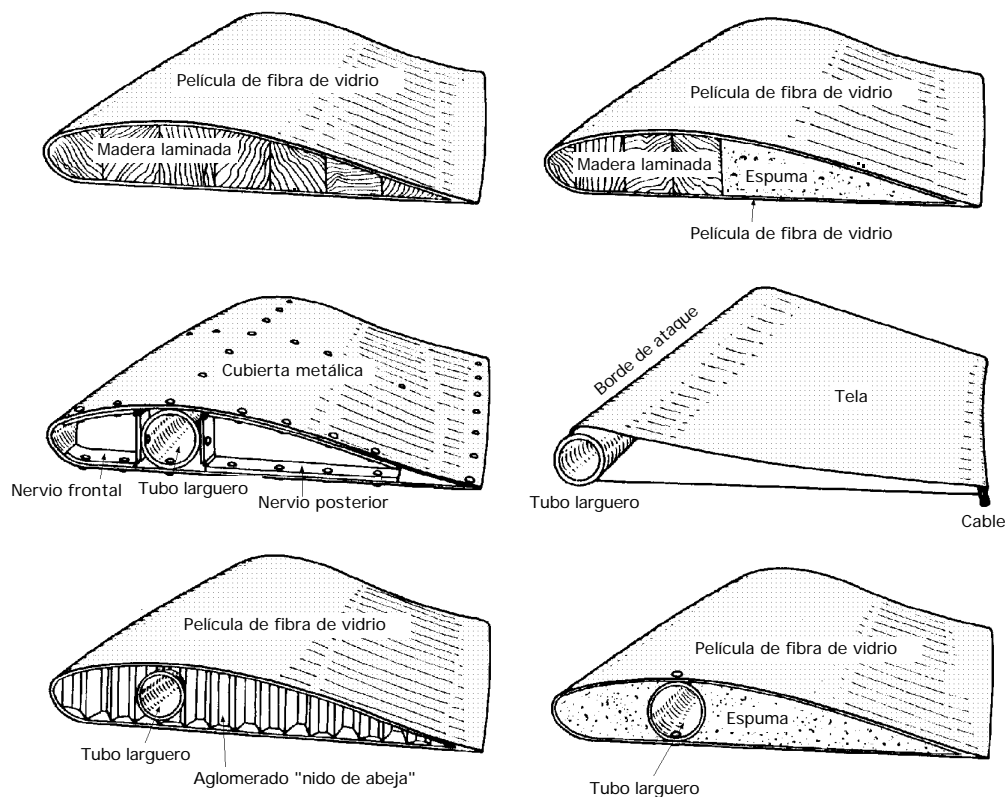 Película de fibra de vidrio
Madera laminada
Película de fibra de vidrio
Madera laminada
Espuma
Película de fibra de vidrio
Cubierta metálica
Nervio frontal
Tubo larguero
Nervio posterior
Borde de ataque
Tela
Tubo larguero
Cable
Película de fibra de vidrio
Tubo larguero
Aglomerado "nido de abeja"
Película de fibra de vidrio
Espuma
Tubo larguero